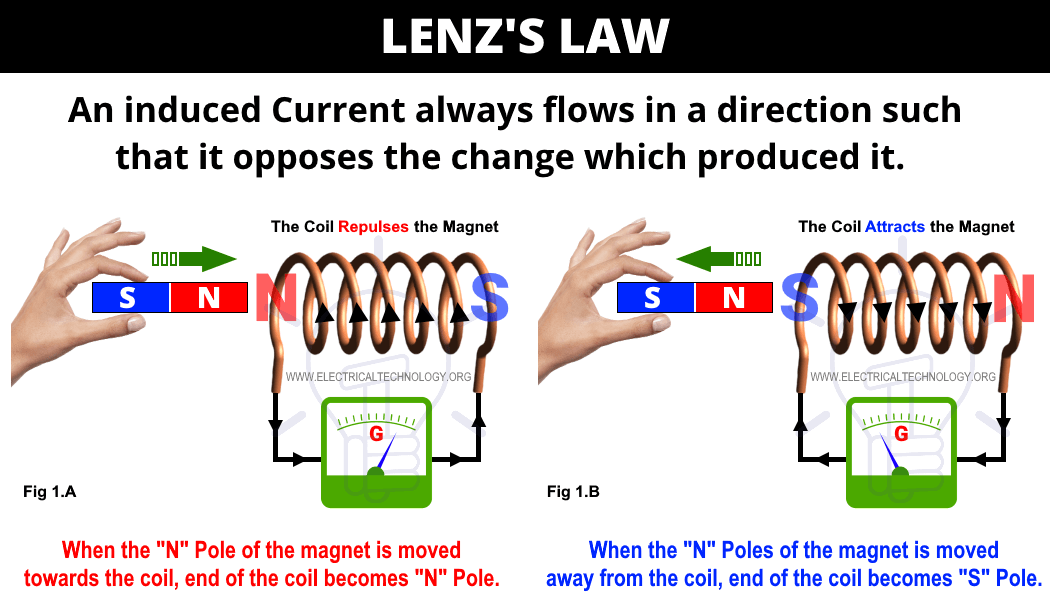 LENZ'S LAW
An induced Current always flows in a direction such
that it opposes the change which produced it.
The Coil Repulses the Magnet
S N
N
S
WWW.ELECTRICALTECHNOLOGY.ORG
G
Fig 1.A
When the "N" Pole of the magnet is moved
towards the coil, end of the coil becomes "N" Pole.
The Coil Attracts the Magnet
S N
S
N
WWW.ELECTRICALTECHNOLOGY.ORG
G
Fig 1.B
When the "N" Poles of the magnet is moved
away from the coil, end of the coil becomes "S" Pole.